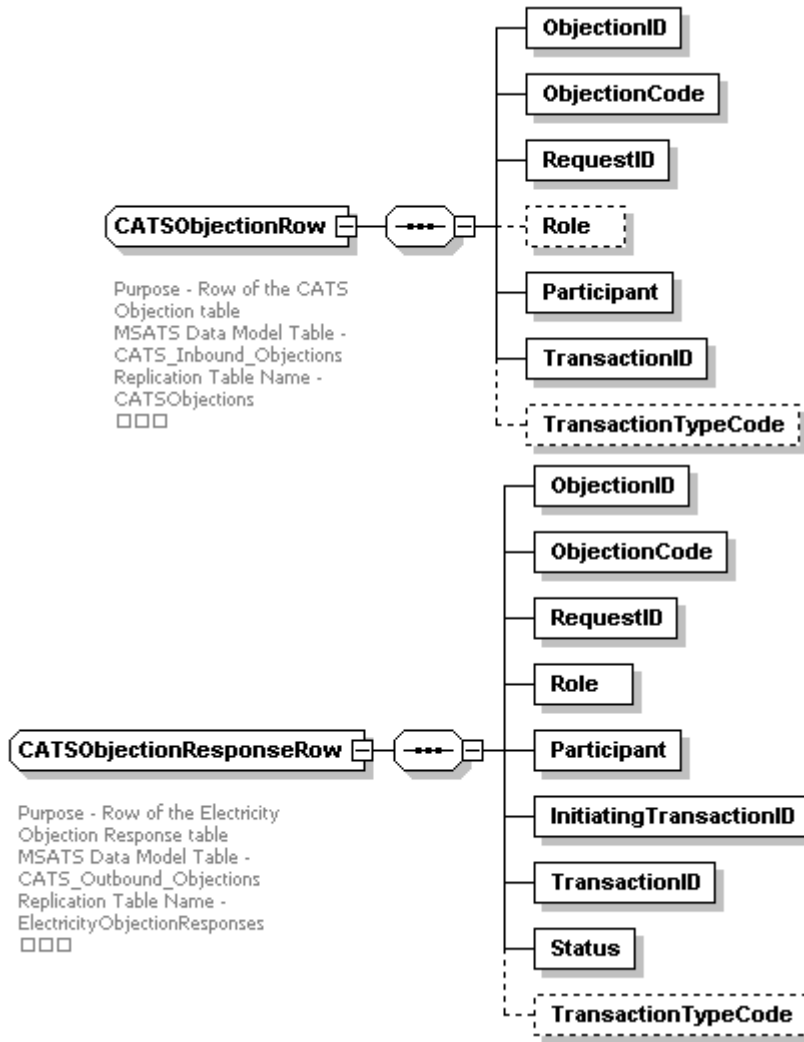 ObjectionID
ObjectionCode
RequestID
CATSObjectionRow
Role
Purpose - Row of the CATS
Objection table
MSATS Data Model Table -
CATS_Inbound_Objections
Replication Table Name -
CATSObjections
Participant
TransactionID
TransactionTypeCode
ObjectionID
ObjectionCode
RequestID
Role
CATSObjectionResponseRow
Participant
Purpose - Row of the Electricity
Objection Response table
MSATS Data Model Table -
CATS_Outbound_Objections
Replication Table Name -
ElectricityObjectionResponses
InitiatingTransactionID
TransactionID
Status
TransactionTypeCode